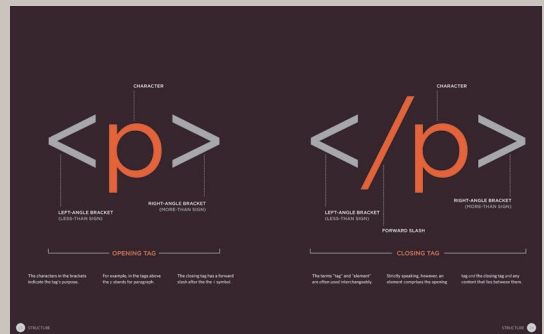 CHARACTER
<p>
LEFT-ANGLE BRACKET
(LESS-THAN SIGN)
RIGHT-ANGLE BRACKET
(MORE-THAN SIGN)
OPENING TAG
The characters in the brackets
indicate the tag's purpose.
For example, in the tags above
the p stands for paragraph.
The closing tag has a forward
slash after the the < symbol.
STRUCTURE
CHARACTER
</p>
LEFT-ANGLE BRACKET
(LESS-THAN SIGN)
FORWARD SLASH
RIGHT-ANGLE BRACKET
(MORE-THAN SIGN)
CLOSING TAG
The terms "tag" and "element"
are often used interchangeably.
Strictly speaking, however, an
element comprises the opening
tag and the closing tag and any
content that lies between them.
STRUCTURE